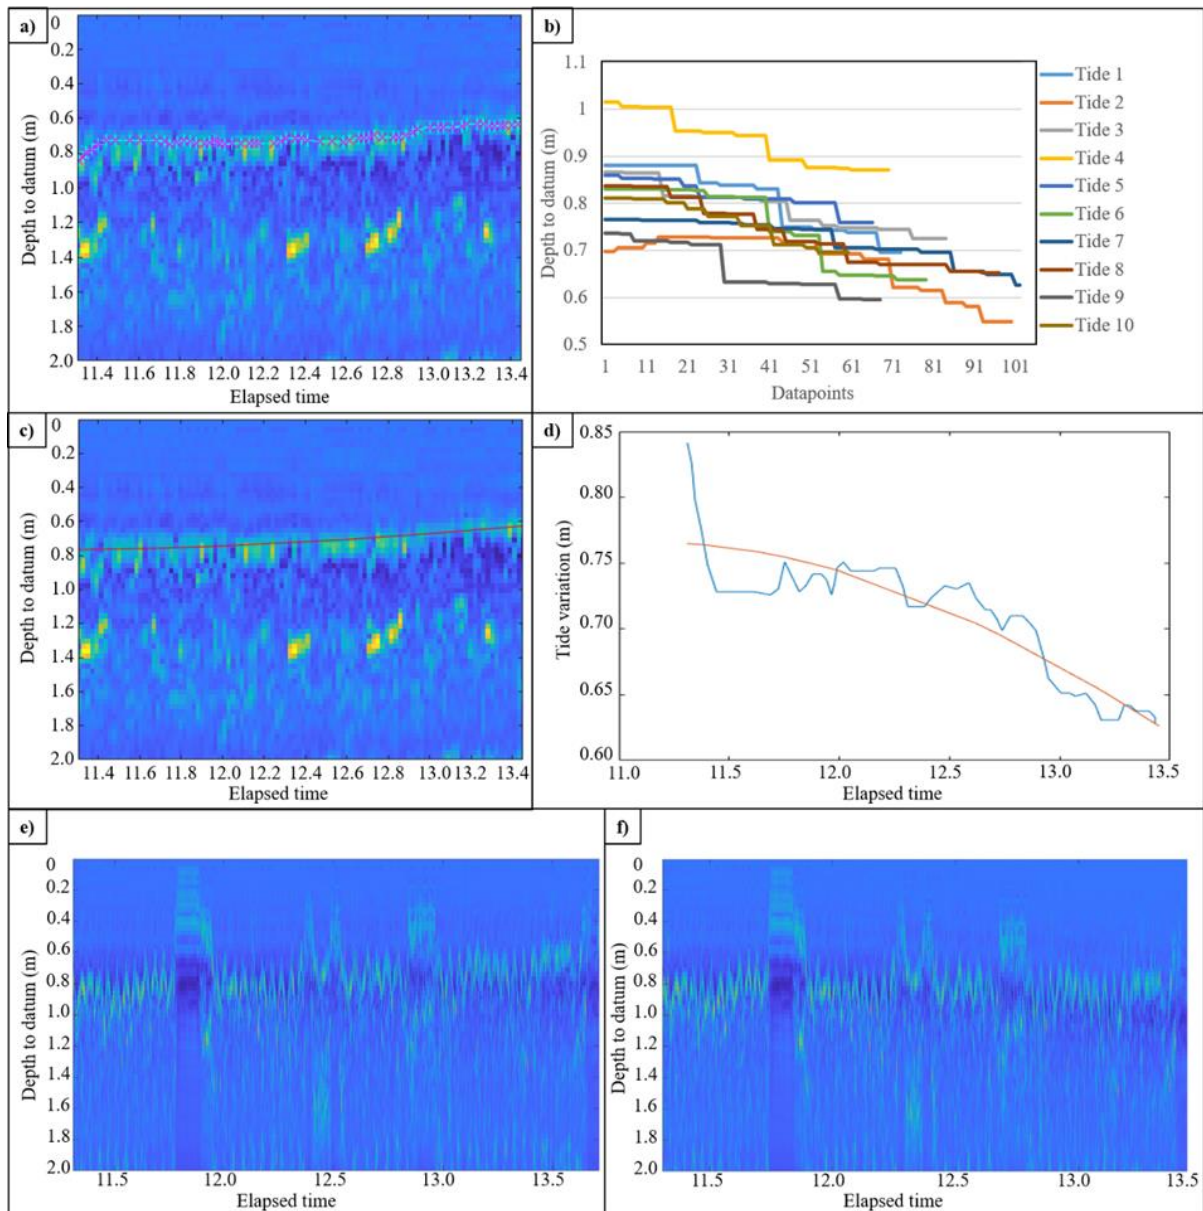 a)
0
0.2
0.4
0.6
0.8
1.0
1.2
1.4
1.6
1.8
2.0
Depth to datum (m)
11.4 11.6 11.8 12.0 12.2 12.4 12.6 12.8 13.0 13.2 13.4
Elapsed time
b)
1.1
1
0.9
0.8
0.7
0.6
0.5
Depth to datum (m)
1 11 21 31 41 51 61 71 81 91 101
Datapoints
Tide 1
Tide 2
Tide 3
Tide 4
Tide 5
Tide 6
Tide 7
Tide 8
Tide 9
Tide 10
c)
0
0.2
0.4
0.6
0.8
1.0
1.2
1.4
1.6
1.8
2.0
Depth to datum (m)
11.4 11.6 11.8 12.0 12.2 12.4 12.6 12.8 13.0 13.2 13.4
Elapsed time
d)
0.85
0.80
0.75
0.70
0.65
0.60
Tide variation (m)
11.0 11.5 12.0 12.5 13.0 13.5
Elapsed time
e)
0
0.2
0.4
0.6
0.8
1.0
1.2
1.4
1.6
1.8
2.0
Depth to datum (m)
11.5 12.0 12.5 13.0 13.5
Elapsed time
f)
0
0.2
0.4
0.6
0.8
1.0
1.2
1.4
1.6
1.8
2.0
Depth to datum (m)
11.5 12.0 12.5 13.0 13.5
Elapsed time